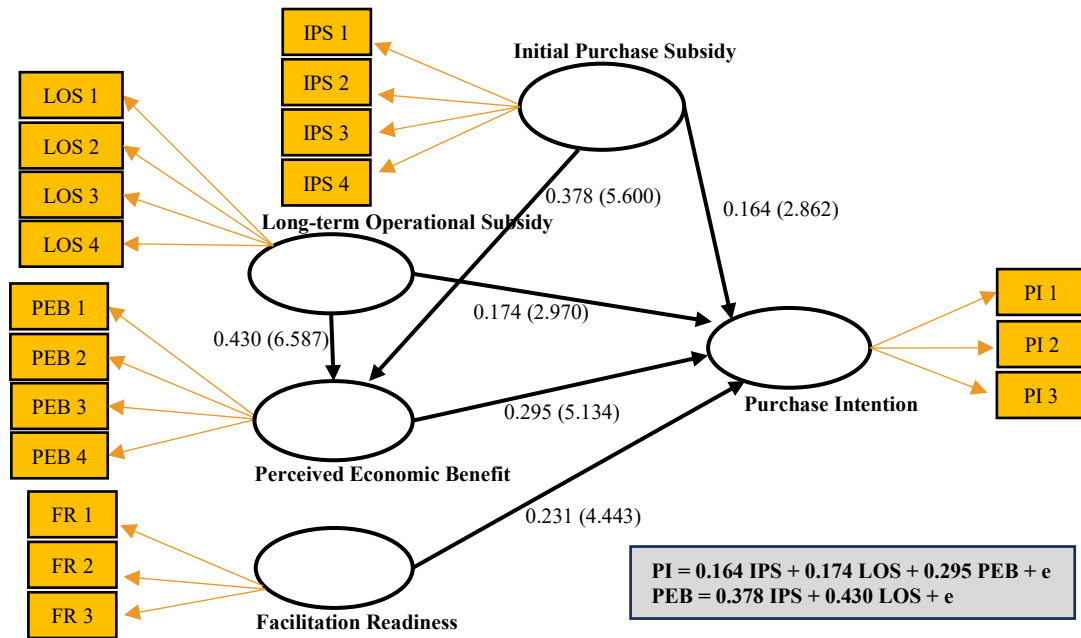 IPS 1
IPS 2
IPS 3
IPS 4
Initial Purchase Subsidy
LOS 1
LOS 2
LOS 3
LOS 4
Long-term Operational Subsidy
0.378 (5.600)
0.164 (2.862)
0.174 (2.970)
0.430 (6.587)
PEB 1
PEB 2
PEB 3
PEB 4
Perceived Economic Benefit
0.295 (5.134)
PI 1
PI 2
PI 3
Purchase Intention
FR 1
FR 2
FR 3
Facilitation Readiness
0.231 (4.443)
PI = 0.164 IPS + 0.174 LOS + 0.295 PEB + e
PEB = 0.378 IPS + 0.430 LOS + e